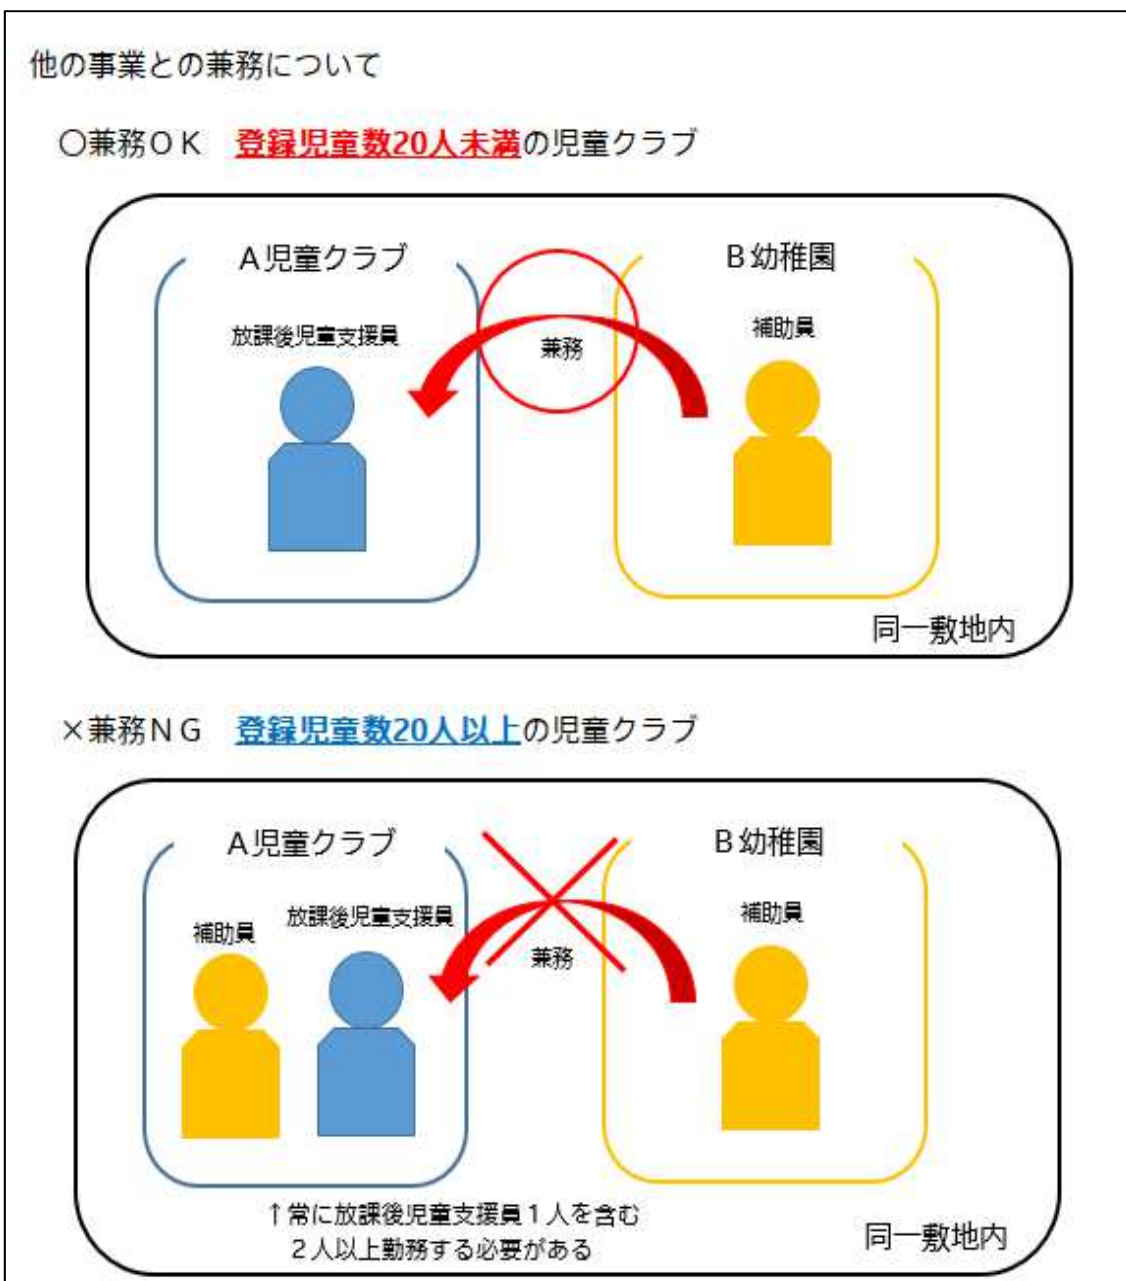 他の事業との兼務について
〇兼務ＯＫ　登録児童数20人未満の児童クラブ
Ａ児童クラブ
Ｂ幼稚園
放課後児童支援員
兼務
補助員
同一敷地内
×兼務ＮＧ　登録児童数20人以上の児童クラブ
Ａ児童クラブ
Ｂ幼稚園
補助員
放課後児童支援員
兼務
補助員
↑常に放課後児童支援員１人を含む
２人以上勤務する必要がある
同一敷地内